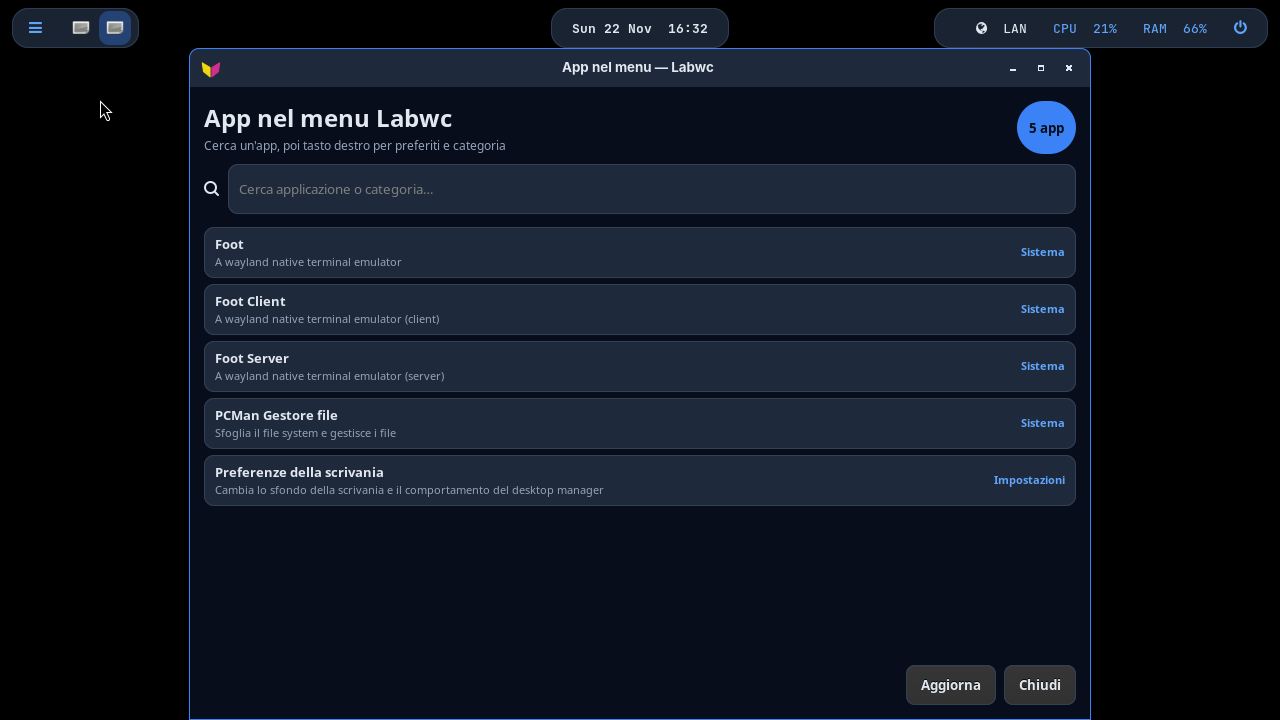 Sun 22 Nov 16:32
LAN CPU 21% RAM 66%
App nel menu — Labwc
App nel menu Labwc
Cerca un'app, poi tasto destro per preferiti e categoria
5 app
Cerca applicazione o categoria...
Foot
A wayland native terminal emulator
Sistema
Foot Client
A wayland native terminal emulator (client)
Sistema
Foot Server
A wayland native terminal emulator (server)
Sistema
PCMan Gestore file
Sfoglia il file system e gestisce i file
Sistema
Preferenze della scrivania
Cambia lo sfondo della scrivania e il comportamento del desktop manager
Impostazioni
Aggiorna
Chiudi